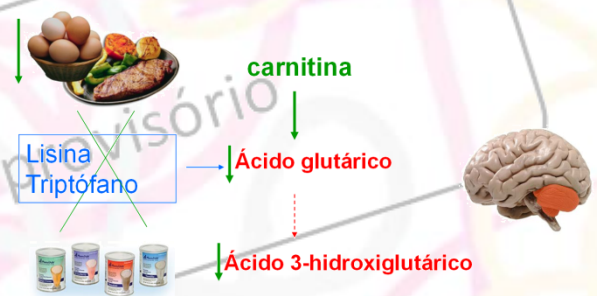 carnitina
provisório
Lisina
Triptófano
Ácido glutárico
Ácido 3-hidroxiglutárico